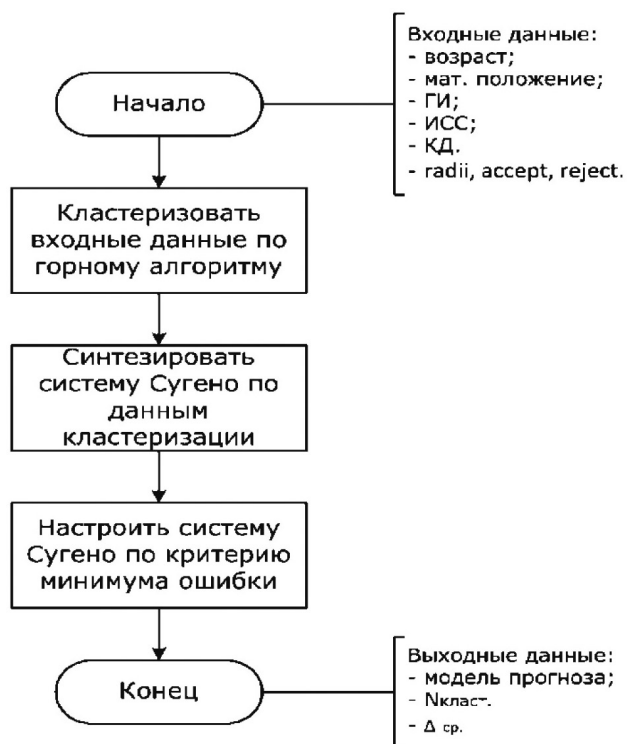 Начало
Входные данные:
- возраст;
- мат. положение;
- ГИ;
- ИСС;
- КД.
- radii, accept, reject.
Кластеризовать
входные данные по
горному алгоритму
Синтезировать
систему Сугено по
данным
кластеризации
Настроить систему
Сугено по критерию
минимума ошибки
Конец
Выходные данные:
- модель прогноза;
- Nкласт.
- Δ ср.